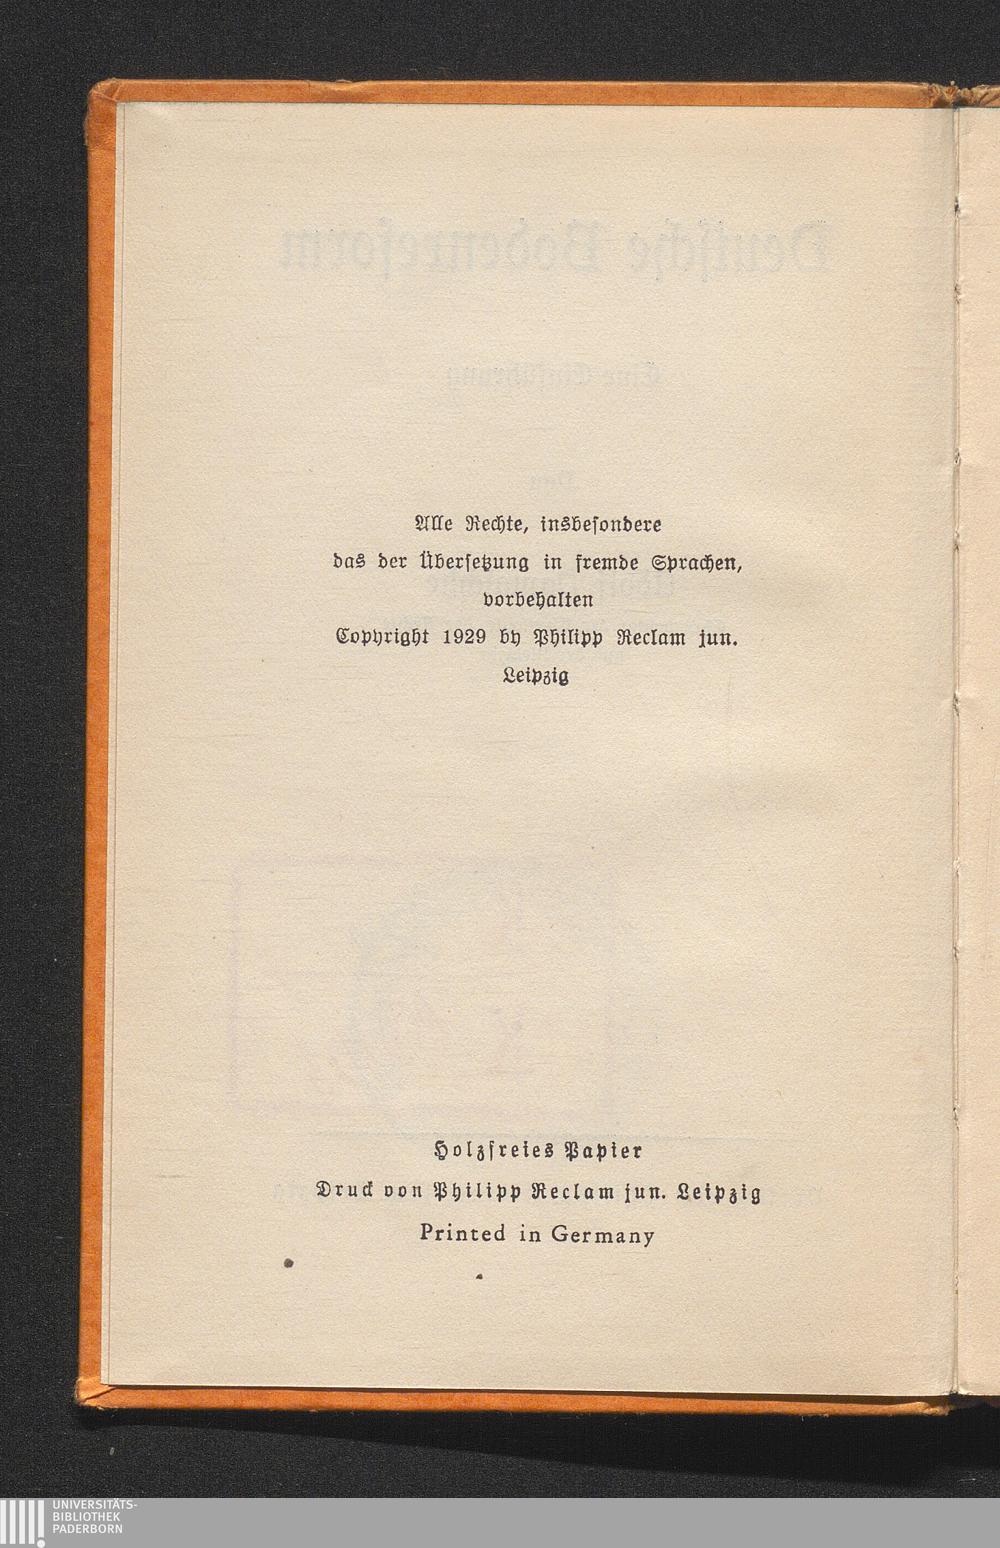 Alle Rechte, insbesondere
das der Übersetzung in fremde Sprachen,
vorbehalten
Copyright 1929 by Philipp Reclam jun.
Leipzig
Holzfreies Papier
Druck von Philipp Reclam jun. Leipzig
Printed in Germany
UNIVERSITÄTS-
BIBLIOTHEK
PADERBORN